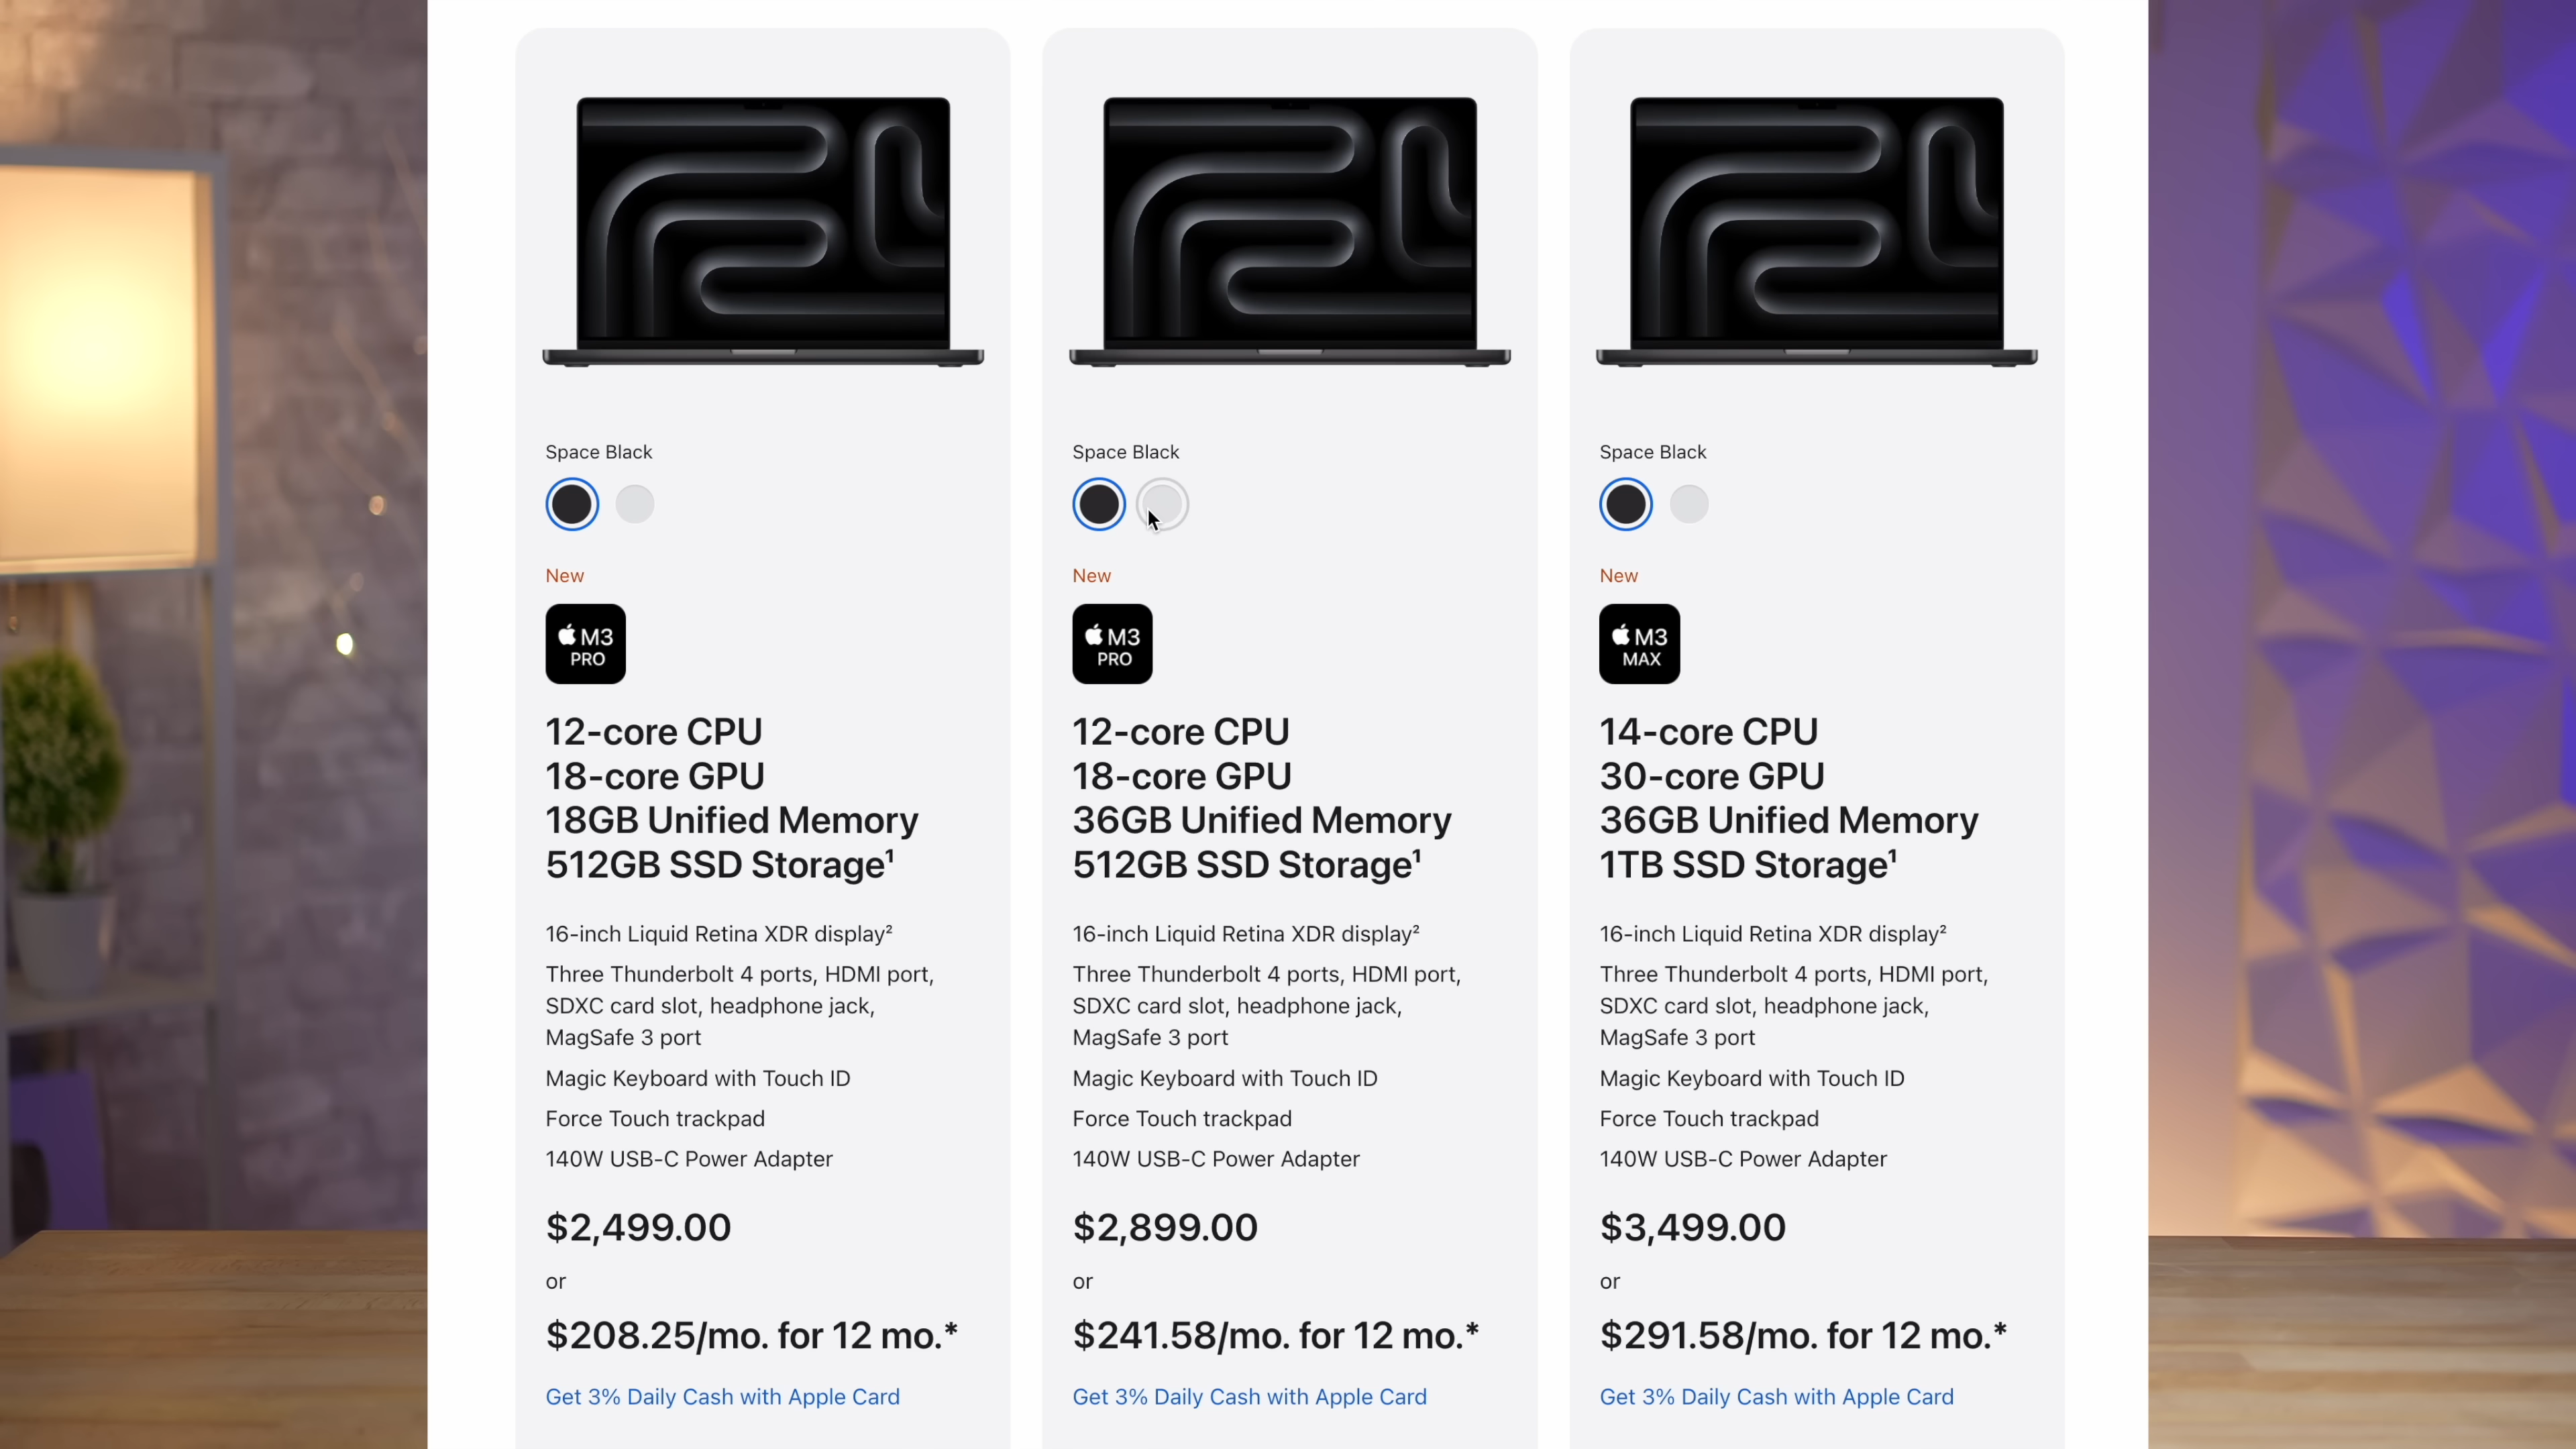 Space Black
New
M3
PRO
12-core CPU
18-core GPU
18GB Unified Memory
512GB SSD Storage¹
16-inch Liquid Retina XDR display²
Three Thunderbolt 4 ports, HDMI port,
SDXC card slot, headphone jack,
MagSafe 3 port
Magic Keyboard with Touch ID
Force Touch trackpad
140W USB-C Power Adapter
$2,499.00
or
$208.25/mo. for 12 mo.*
Get 3% Daily Cash with Apple Card
Space Black
New
M3
PRO
12-core CPU
18-core GPU
36GB Unified Memory
512GB SSD Storage¹
16-inch Liquid Retina XDR display²
Three Thunderbolt 4 ports, HDMI port,
SDXC card slot, headphone jack,
MagSafe 3 port
Magic Keyboard with Touch ID
Force Touch trackpad
140W USB-C Power Adapter
$2,899.00
or
$241.58/mo. for 12 mo.*
Get 3% Daily Cash with Apple Card
Space Black
New
M3
MAX
14-core CPU
30-core GPU
36GB Unified Memory
1TB SSD Storage¹
16-inch Liquid Retina XDR display²
Three Thunderbolt 4 ports, HDMI port,
SDXC card slot, headphone jack,
MagSafe 3 port
Magic Keyboard with Touch ID
Force Touch trackpad
140W USB-C Power Adapter
$3,499.00
or
$291.58/mo. for 12 mo.*
Get 3% Daily Cash with Apple Card